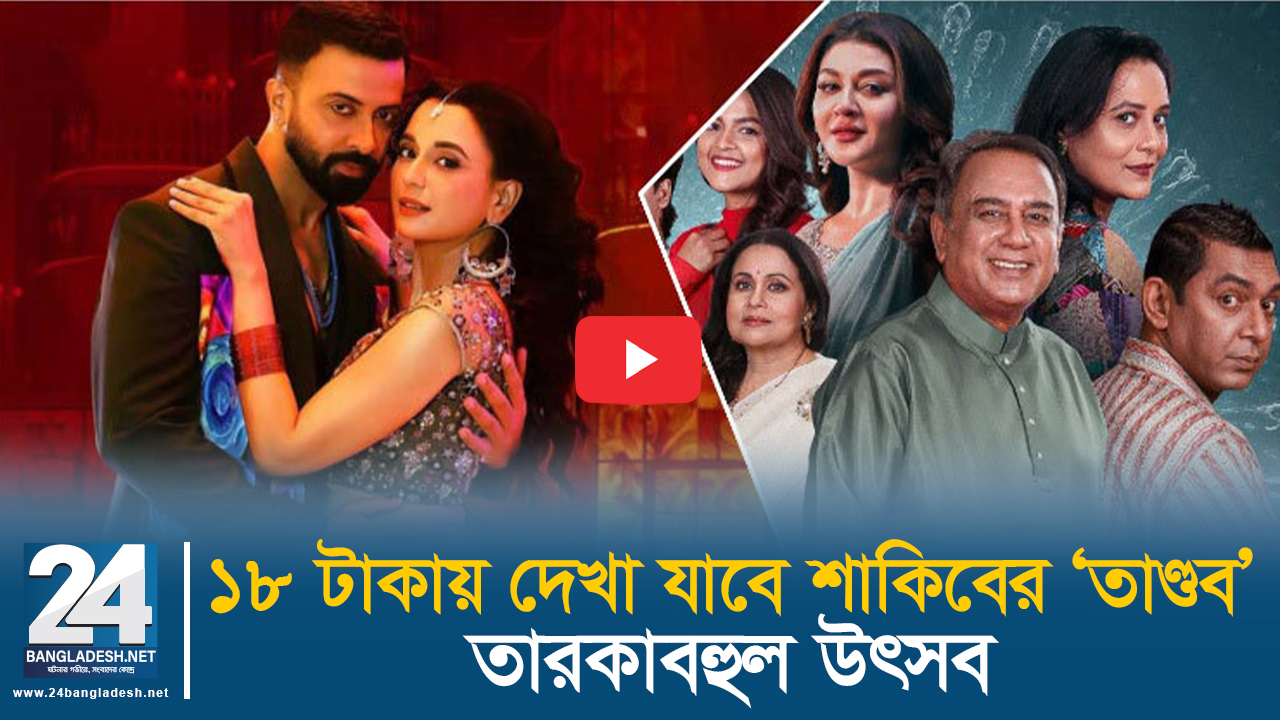 ১৮ টাকায় দেখা যাবে শাকিবের ‘তাণ্ডব’
তারকাবহুল উৎসব
24
BANGLADESH.NET
ঘটনার গভীরে, সংবাদের কেন্দ্রে
www.24bangladesh.net